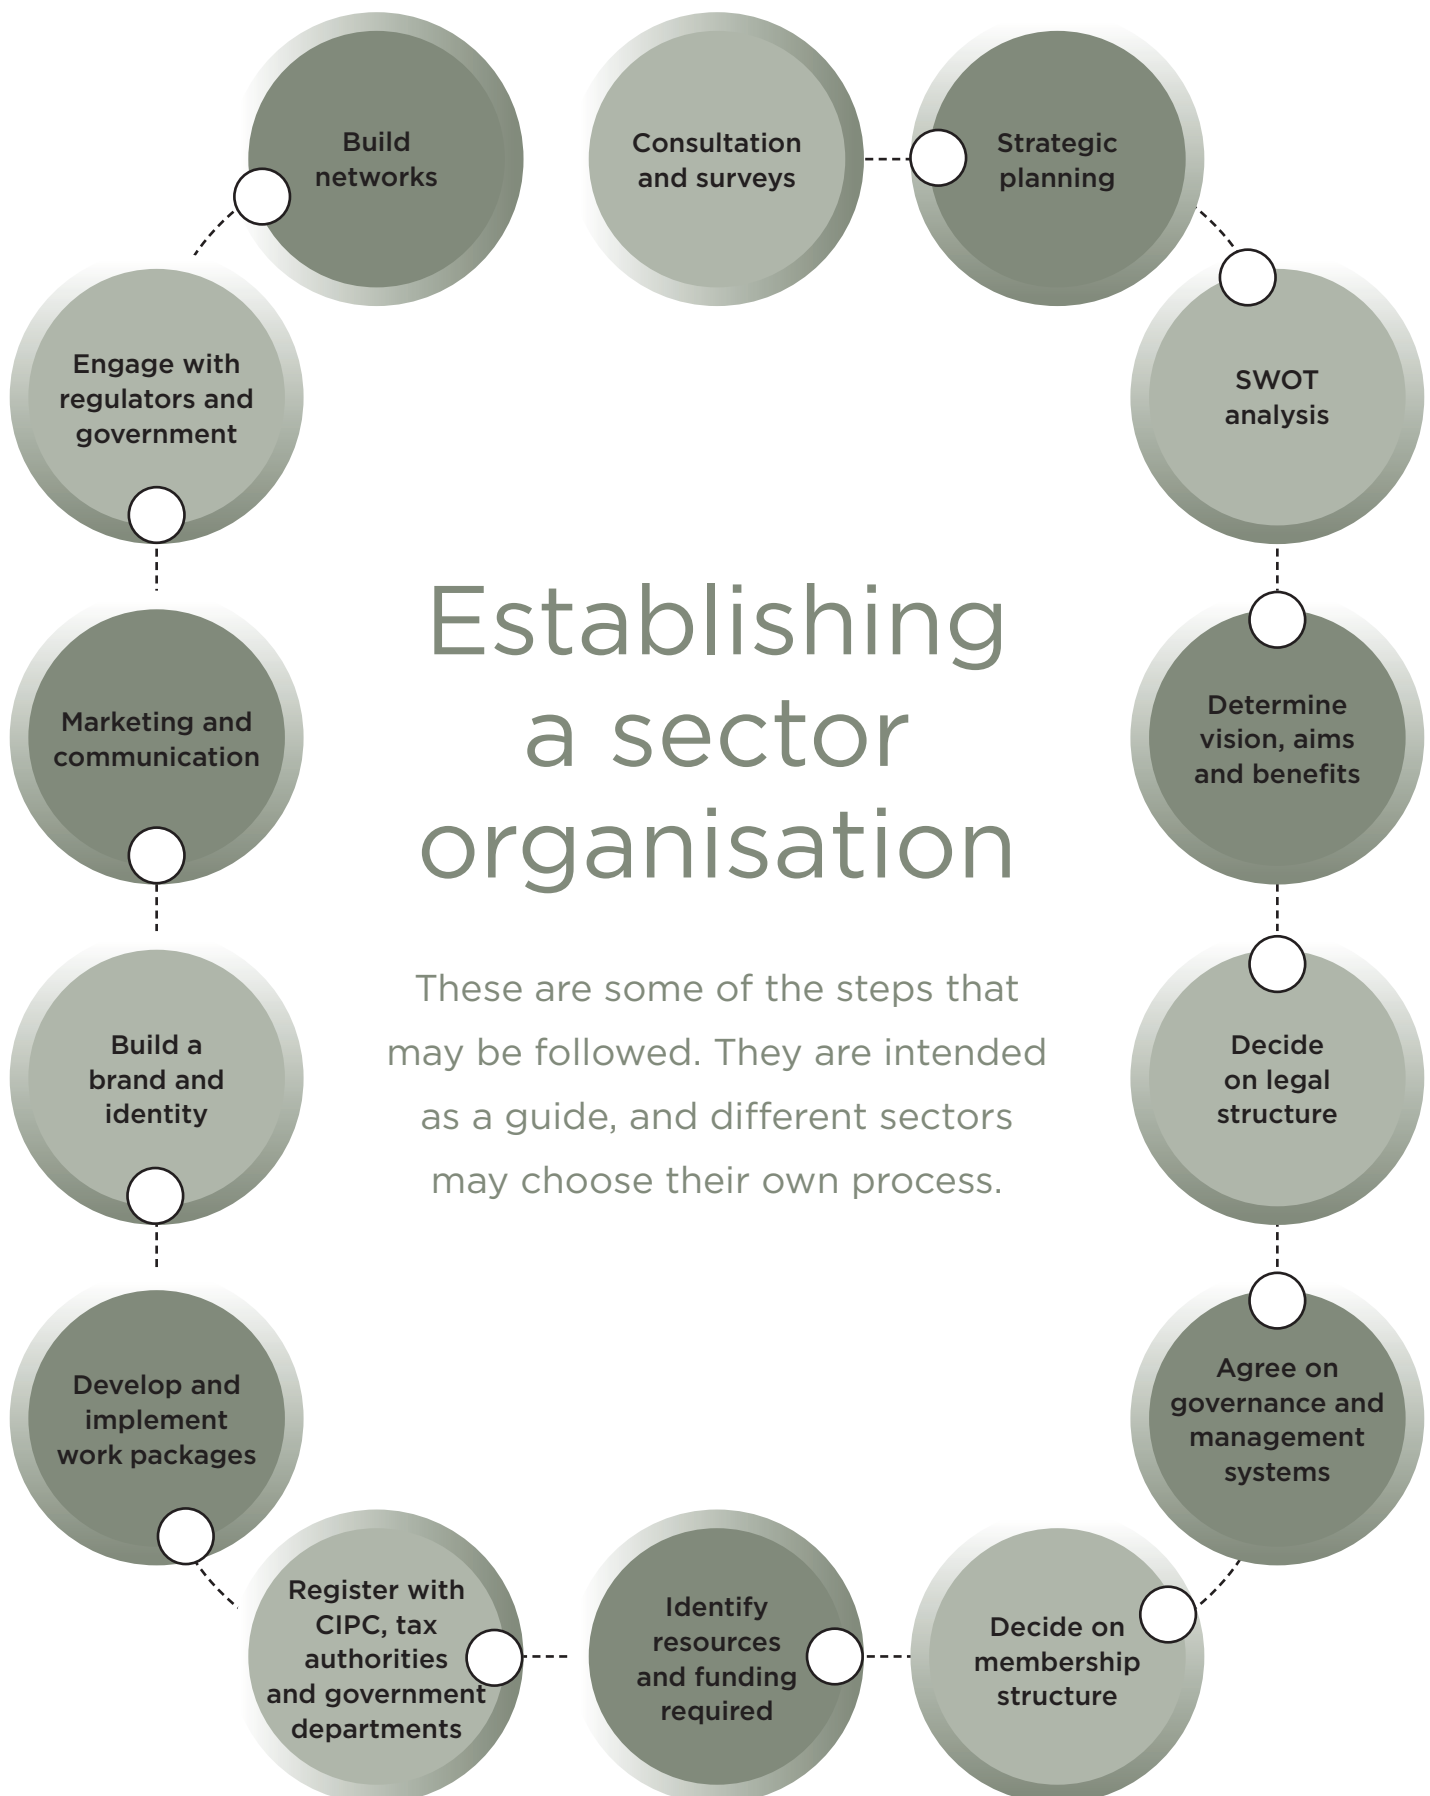 Build
networks
Consultation
and surveys
Strategic
planning
SWOT
analysis
Determine
vision, aims
and benefits
Decide
on legal
structure
Agree on
governance and
management
systems
Decide on
membership
structure
Identify
resources
and funding
required
Register with
CIPC, tax
authorities
and government
departments
Develop and
implement
work packages
Build a
brand and
identity
Marketing and
communication
Engage with
regulators and
government
Establishing
a sector
organisation
These are some of the steps that
may be followed. They are intended
as a guide, and different sectors
may choose their own process.